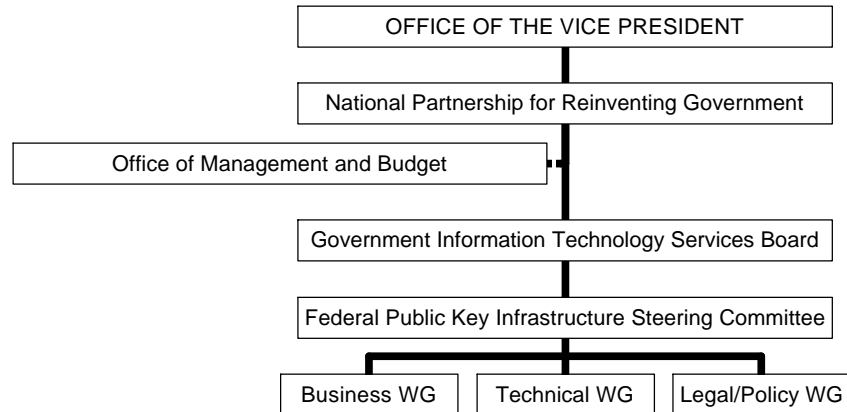 OFFICE OF THE VICE PRESIDENT
National Partnership for Reinventing Government
Office of Management and Budget
Government Information Technology Services Board
Federal Public Key Infrastructure Steering Committee
Business WG
Technical WG
Legal/Policy WG